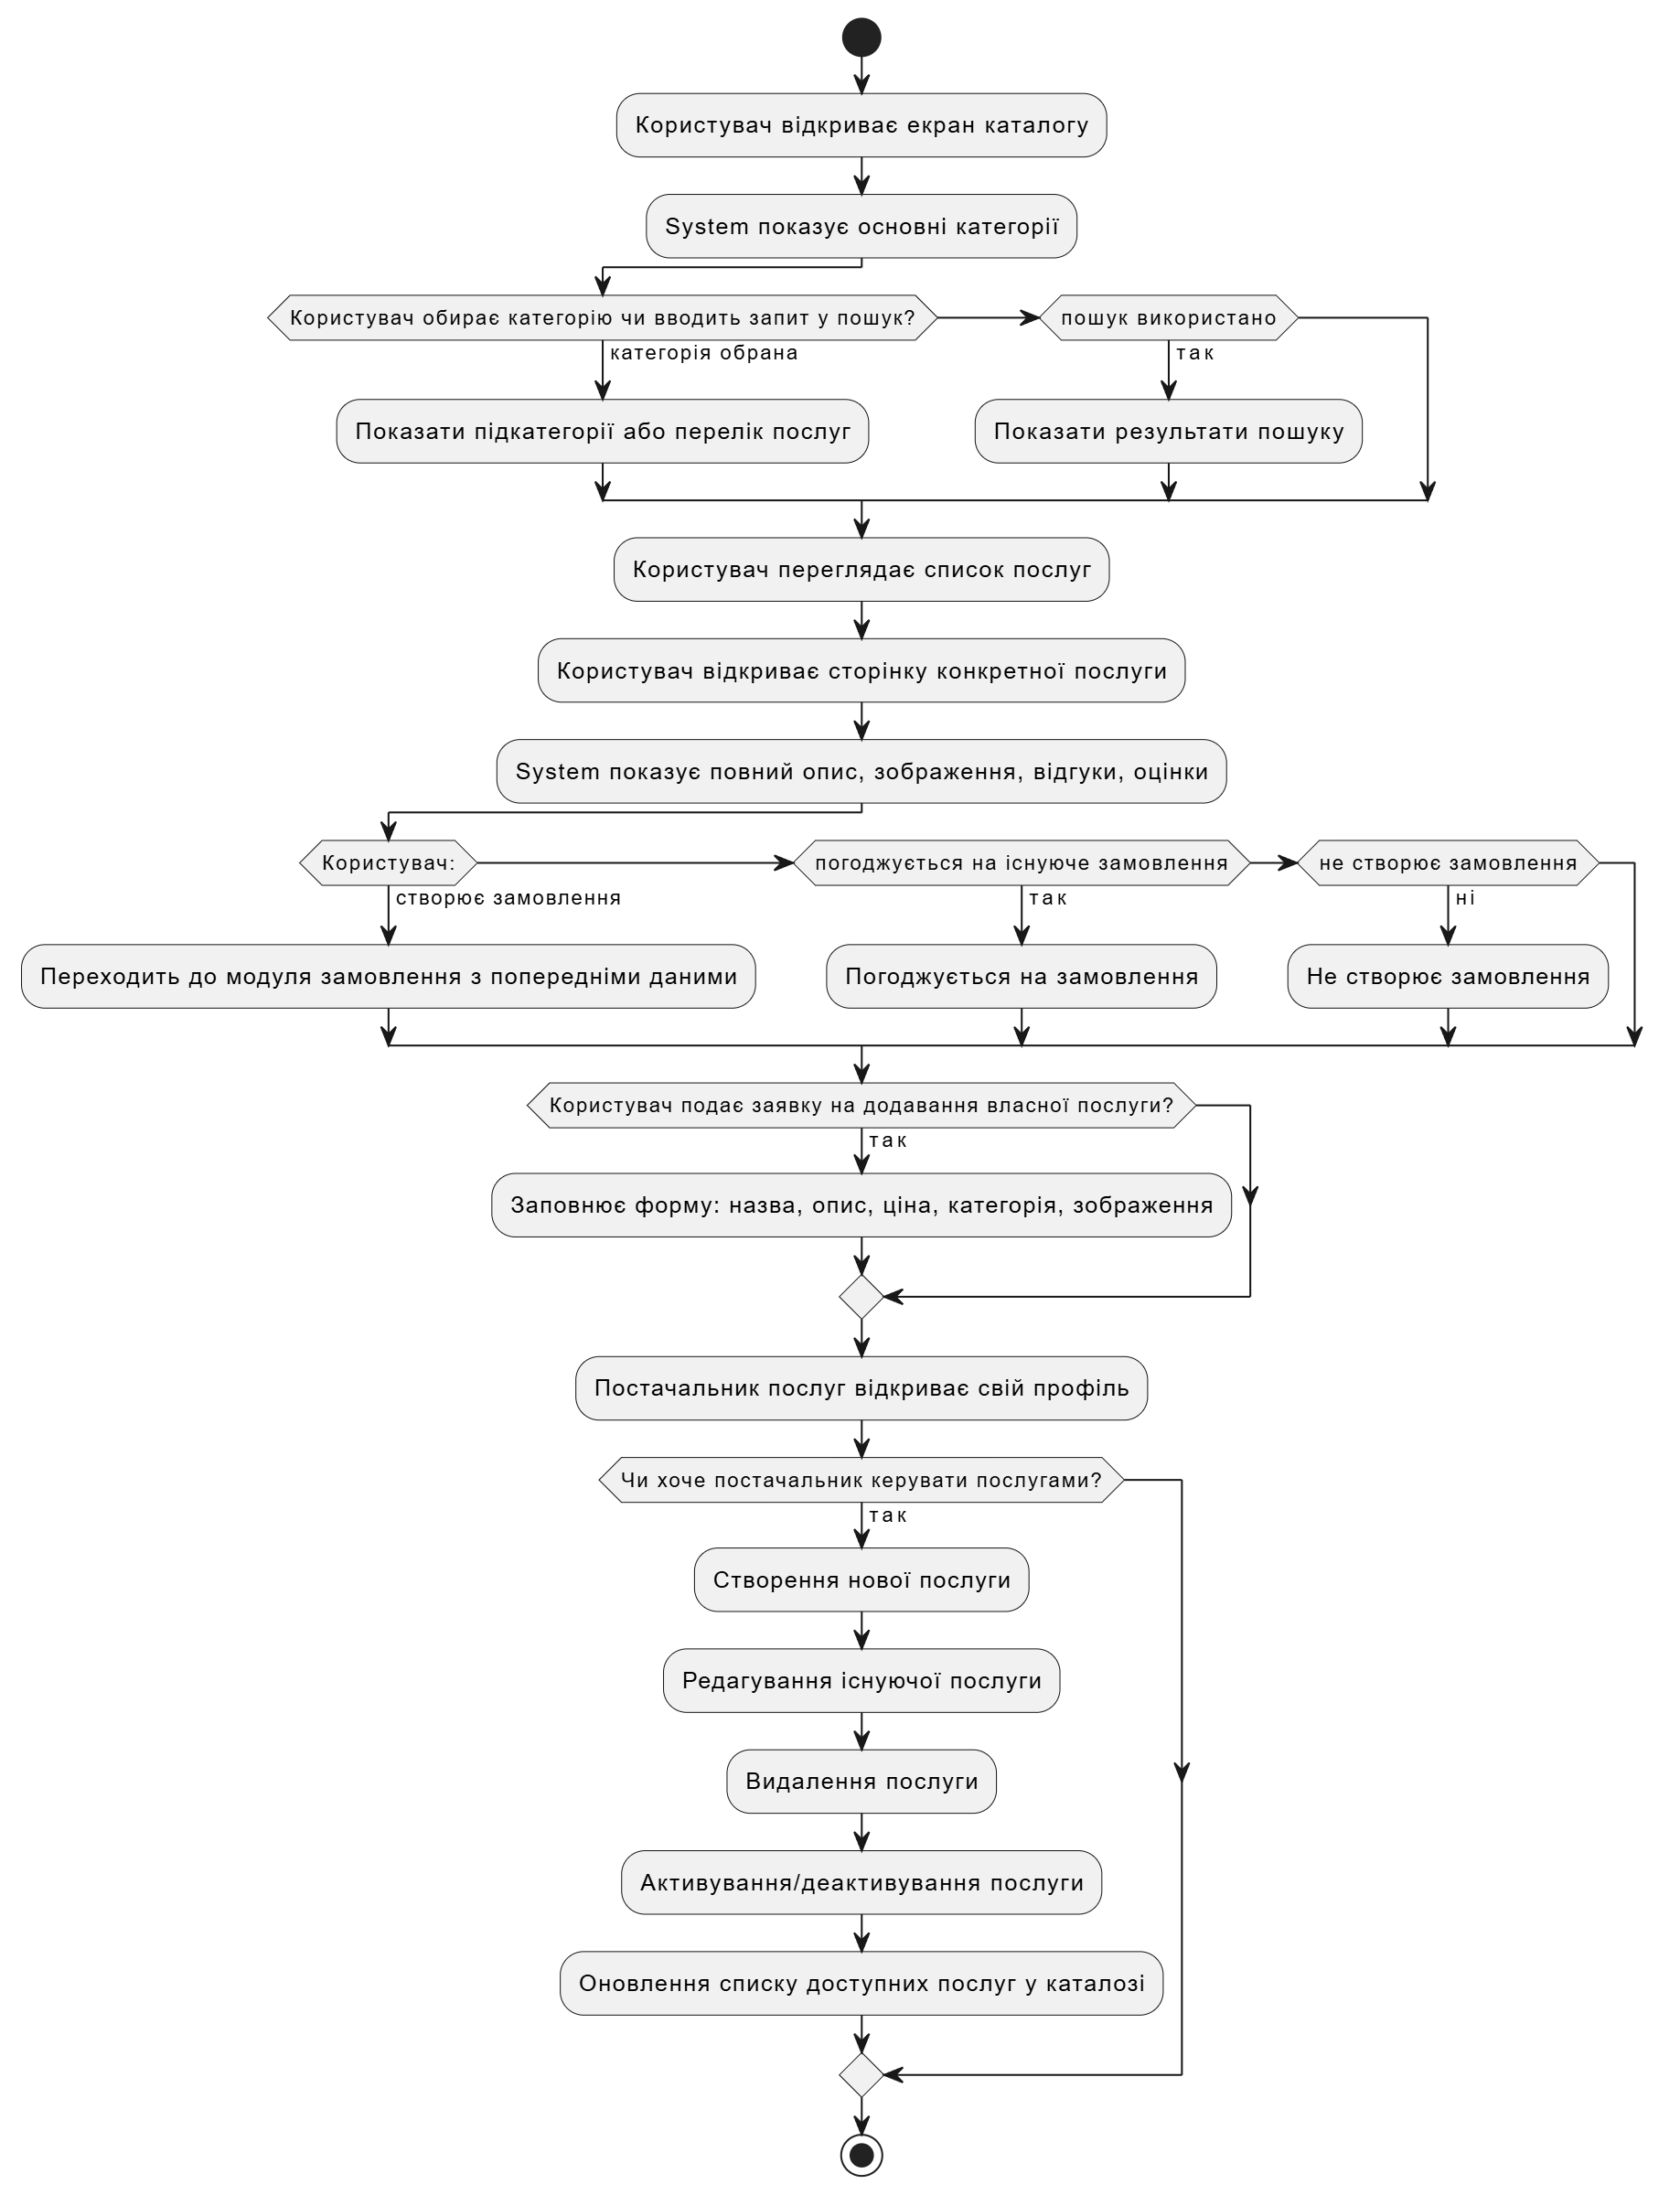 Користувач відкриває екран каталогу
System показує основні категорії
Користувач обирає категорію чи вводить запит у пошук?
пошук використано
категорія обрана
так
Показати підкатегорії або перелік послуг
Показати результати пошуку
Користувач переглядає список послуг
Користувач відкриває сторінку конкретної послуги
System показує повний опис, зображення, відгуки, оцінки
Користувач:
погоджується на існуюче замовлення
не створює замовлення
створює замовлення
так
ні
Переходить до модуля замовлення з попередніми даними
Погоджується на замовлення
Не створює замовлення
Користувач подає заявку на додавання власної послуги?
так
Заповнює форму: назва, опис, ціна, категорія, зображення
Постачальник послуг відкриває свій профіль
Чи хоче постачальник керувати послугами?
так
Створення нової послуги
Редагування існуючої послуги
Видалення послуги
Активування/деактивування послуги
Оновлення списку доступних послуг у каталозі